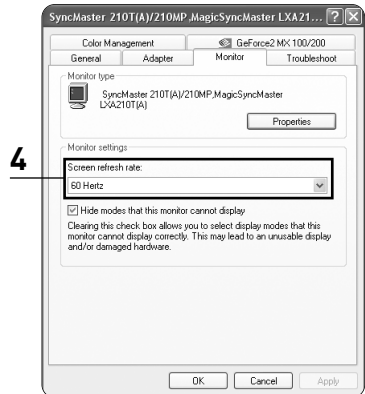 SyncMaster 210T(A)/210MP,MagicSyncMaster LXA21...
Color Management
GeForce2 MX 100/200
General
Adapter
Monitor
Troubleshoot
Monitor type
SyncMaster 210T(A)/210MP,MagicSyncMaster
LXA210T(A)
Properties
Monitor settings
4
Screen refresh rate:
60 Hertz
Hide modes that this monitor cannot display
Clearing this check box allows you to select display modes that this
monitor cannot display correctly. This may lead to an unusable display
and/or damaged hardware.
OK
Cancel
Apply